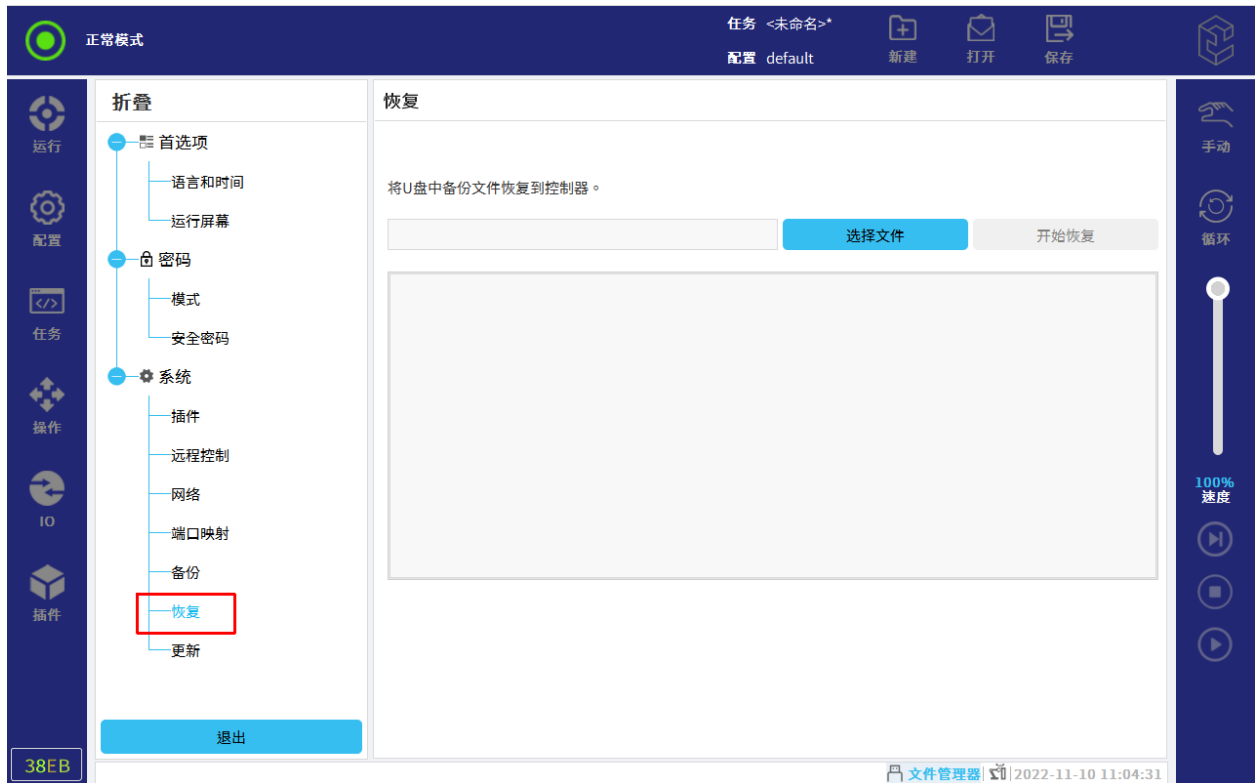 正常模式
任务 <未命名>*
配置 default
新建
打开
保存
运行
配置
任务
操作
IO
插件
38EB
折叠
首选项
语言和时间
运行屏幕
密码
模式
安全密码
系统
插件
远程控制
网络
端口映射
备份
恢复
更新
退出
恢复
将U盘中备份文件恢复到控制器。
选择文件
开始恢复
手动
循环
100%
速度
文件管理器
2022-11-10 11:04:31